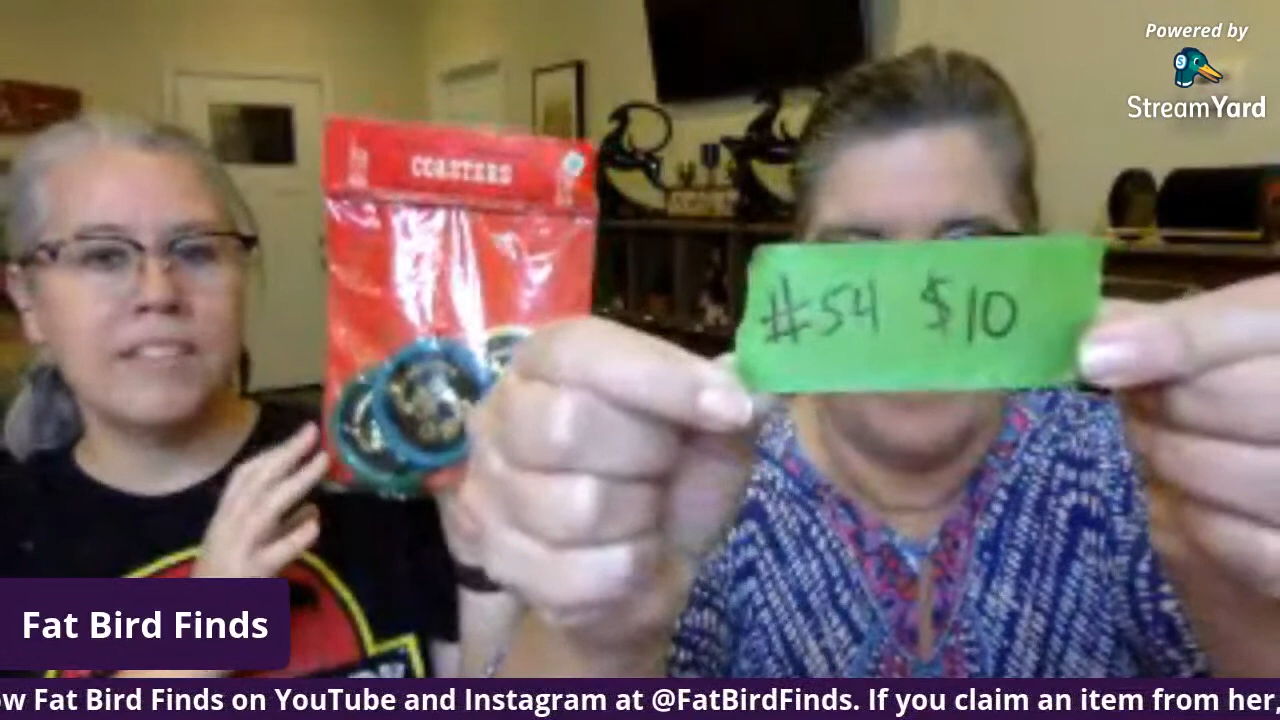 Powered by
StreamYard
COASTERS
#54 $10
Fat Bird Finds
ow Fat Bird Finds on YouTube and Instagram at @FatBirdFinds. If you claim an item from her,